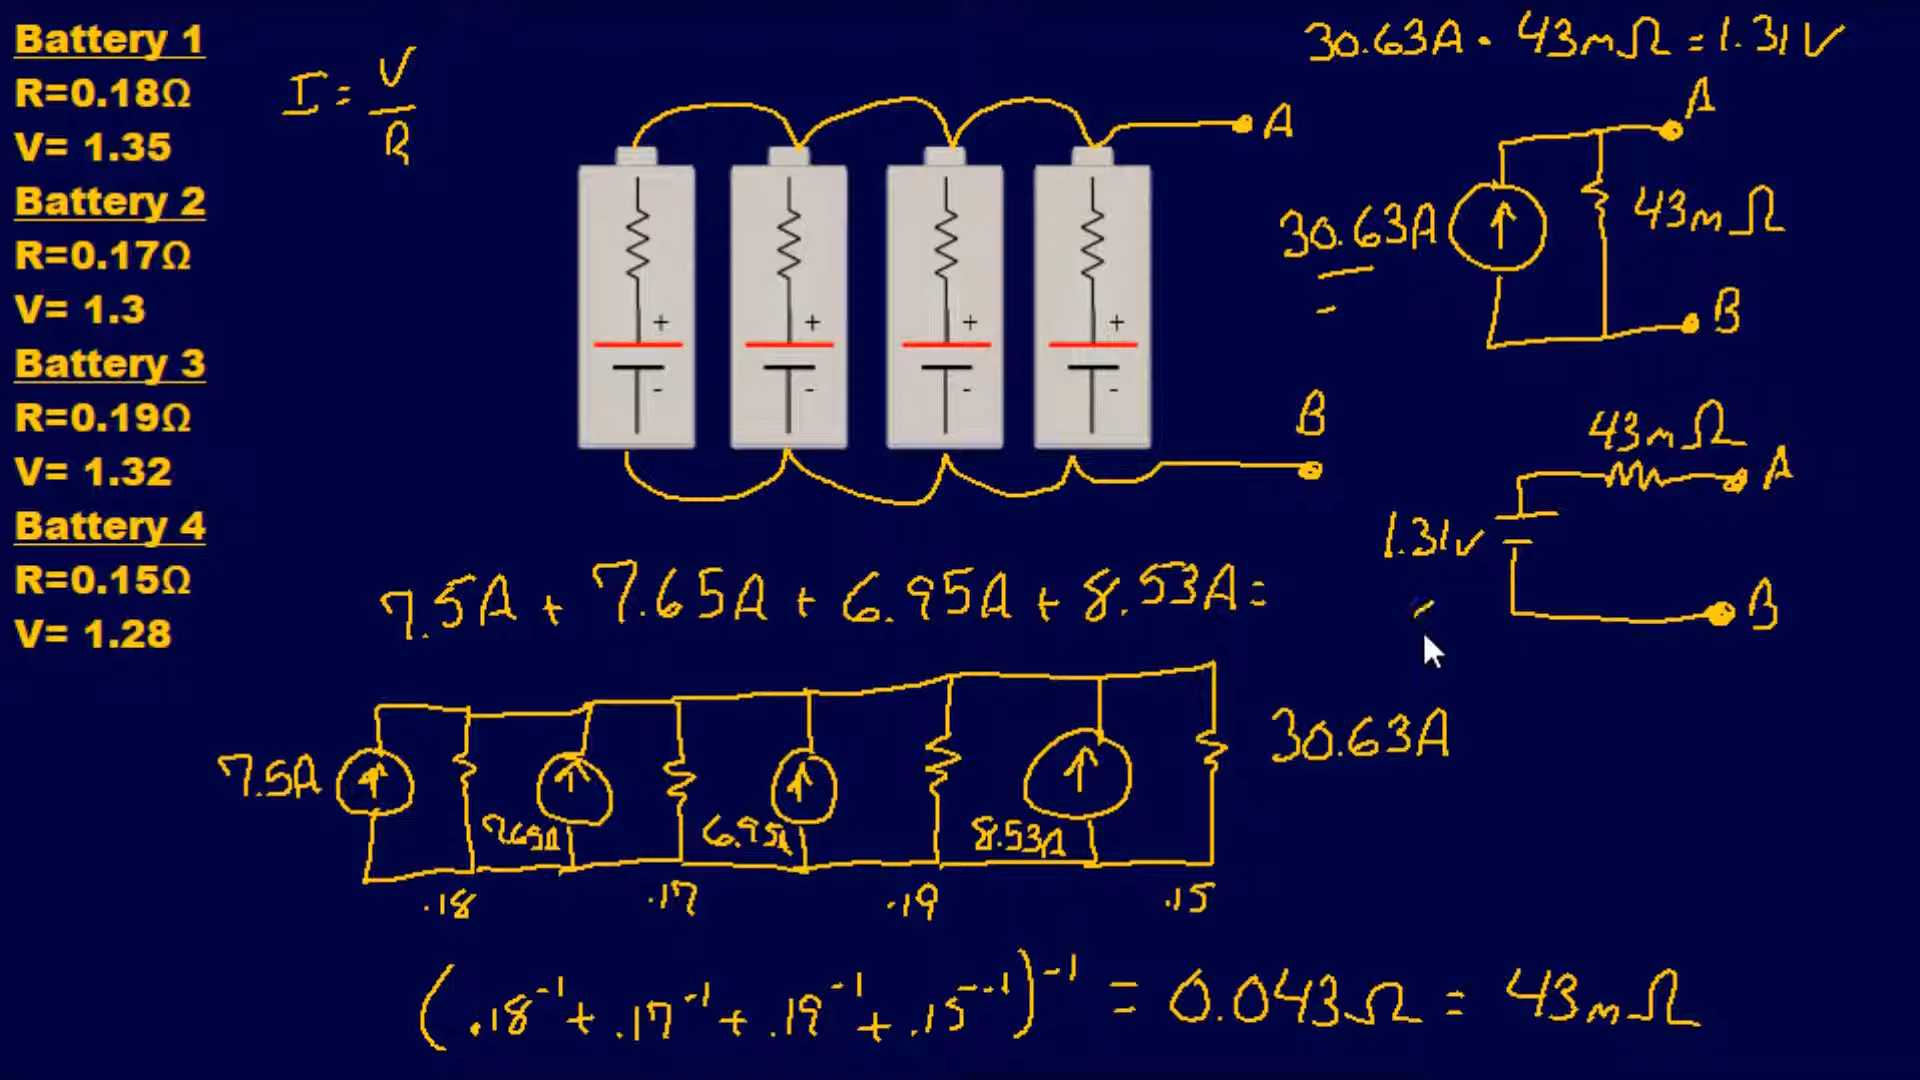 Battery 1
R=0.18Ω
V= 1.35
Battery 2
R=0.17Ω
V= 1.3
Battery 3
R=0.19Ω
V= 1.32
Battery 4
R=0.15Ω
V= 1.28
I = V/R
A
B
+ + + +
- - - -
30.63A · 43mΩ = 1.31V
A
30.63A
43mΩ
B
43mΩ
A
1.31V
B
7.5A + 7.65A + 6.95A + 8.53A =
30.63A
7.5A
7.65A
6.95A
8.53A
.18 .17 .19 .15
(.18⁻¹ + .17⁻¹ + .19⁻¹ + .15⁻¹)⁻¹ = 0.043Ω = 43mΩ